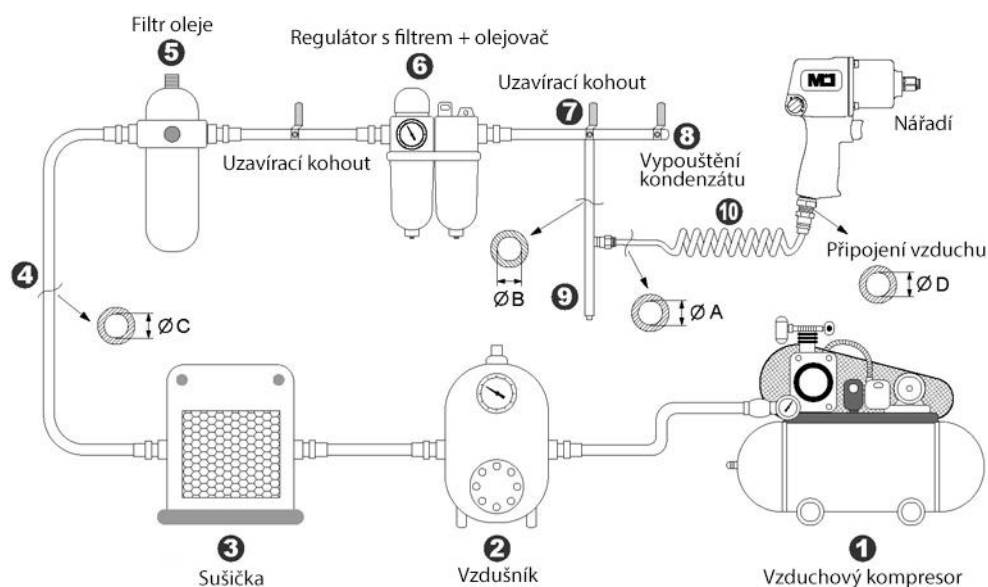 Filtr oleje
5
Regulátor s filtrem + olejovač
6
Uzavírací kohout
7
Uzavírací kohout
8
Vypouštění
kondenzátu
Nářadí
10
Připojení vzduchu
4
ØC
ØB
9
ØA
ØD
3
Sušička
2
Vzdušník
1
Vzduchový kompresor